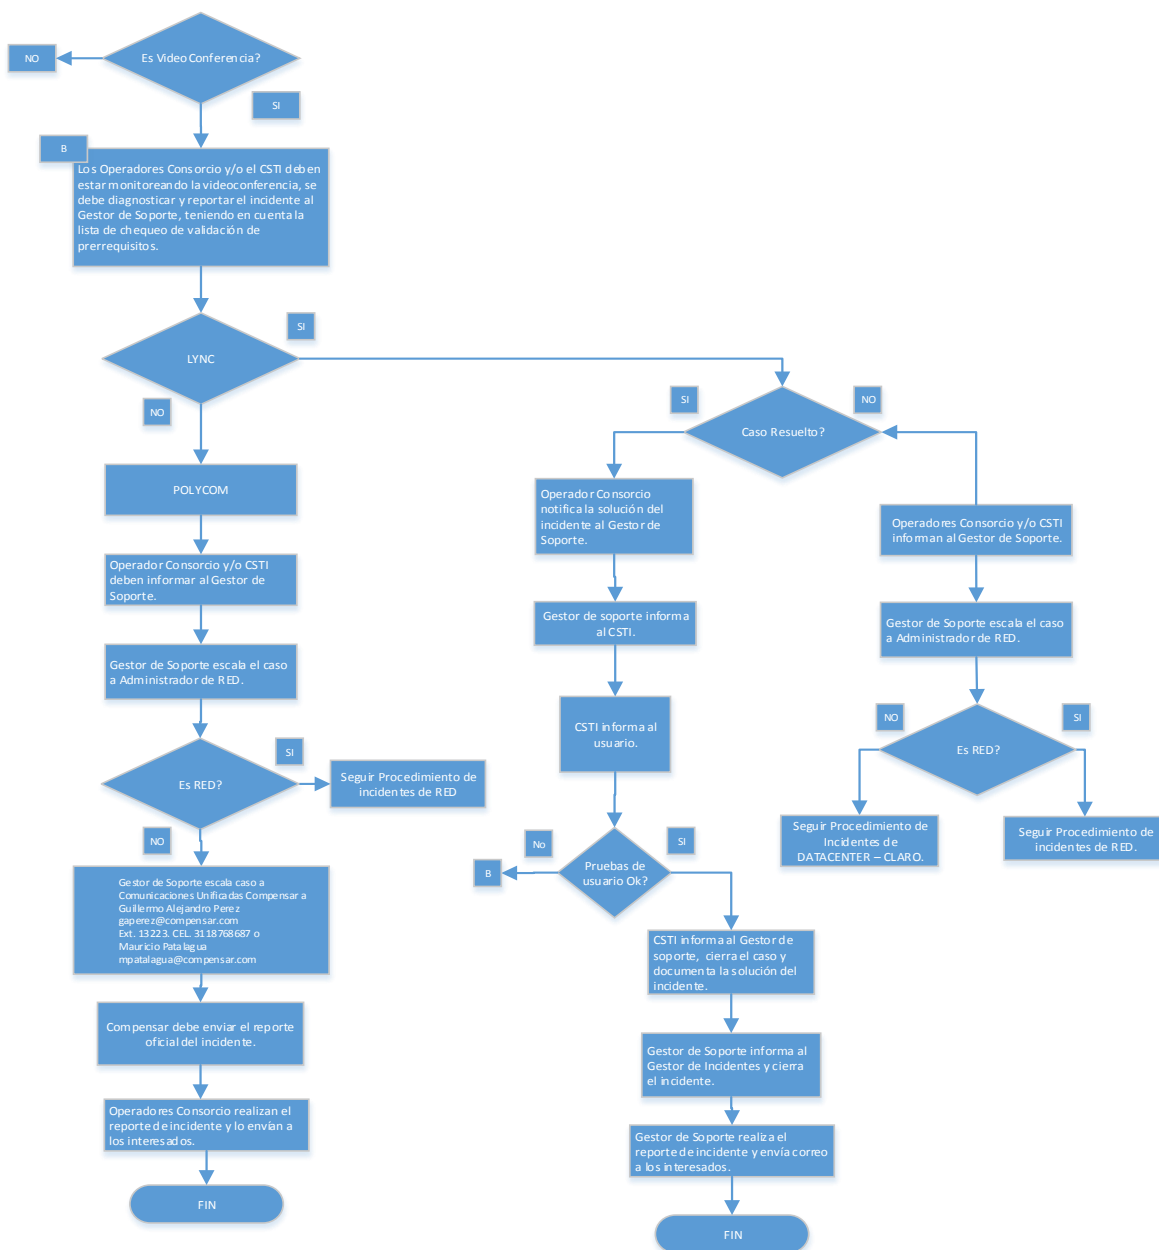 Es Video Conferencia?
NO
SI
B
Los Operadores Consorcio y/o el CSTI deben
estar monitoreando la videoconferencia, se
debe diagnosticar y reportar el incidente al
Gestor de Soporte, teniendo en cuenta la
lista de chequeo de validación de
prerrequisitos.
LYNC
SI
NO
POLYCOM
Operador Consorcio y/o CSTI
deben informar al Gestor de
Soporte.
Gestor de Soporte escala el caso
a Administrador de RED.
Es RED?
SI
Seguir Procedimiento de
incidentes de RED
NO
Gestor de Soporte escala caso a
Comunicaciones Unificadas Compensar a
Guillermo Alejandro Perez
gaperez@compensar.com
Ext. 13223. CEL. 3118768687 o
Mauricio Patalagua
mpatalagua@compensar.com
Compensar debe enviar el reporte
oficial del incidente.
Operadores Consorcio realizan el
reporte de incidente y lo envían a
los interesados.
FIN
SI
NO
Caso Resuelto?
Operador Consorcio
notifica la solución del
incidente al Gestor de
Soporte.
Gestor de soporte informa
al CSTI.
CSTI informa al
usuario.
No
SI
Pruebas de
usuario Ok?
B
CSTI informa al Gestor de
soporte, cierra el caso y
documenta la solución del
incidente.
Gestor de Soporte informa al
Gestor de Incidentes y cierra
el incidente.
Gestor de Soporte realiza el
reporte de incidente y envía correo
a los interesados.
FIN
Operadores Consorcio y/o CSTI
informan al Gestor de Soporte.
Gestor de Soporte escala el caso
a Administrador de RED.
NO
SI
Es RED?
Seguir Procedimiento de
Incidentes de
DATACENTER – CLARO.
Seguir Procedimiento de
incidentes de RED.